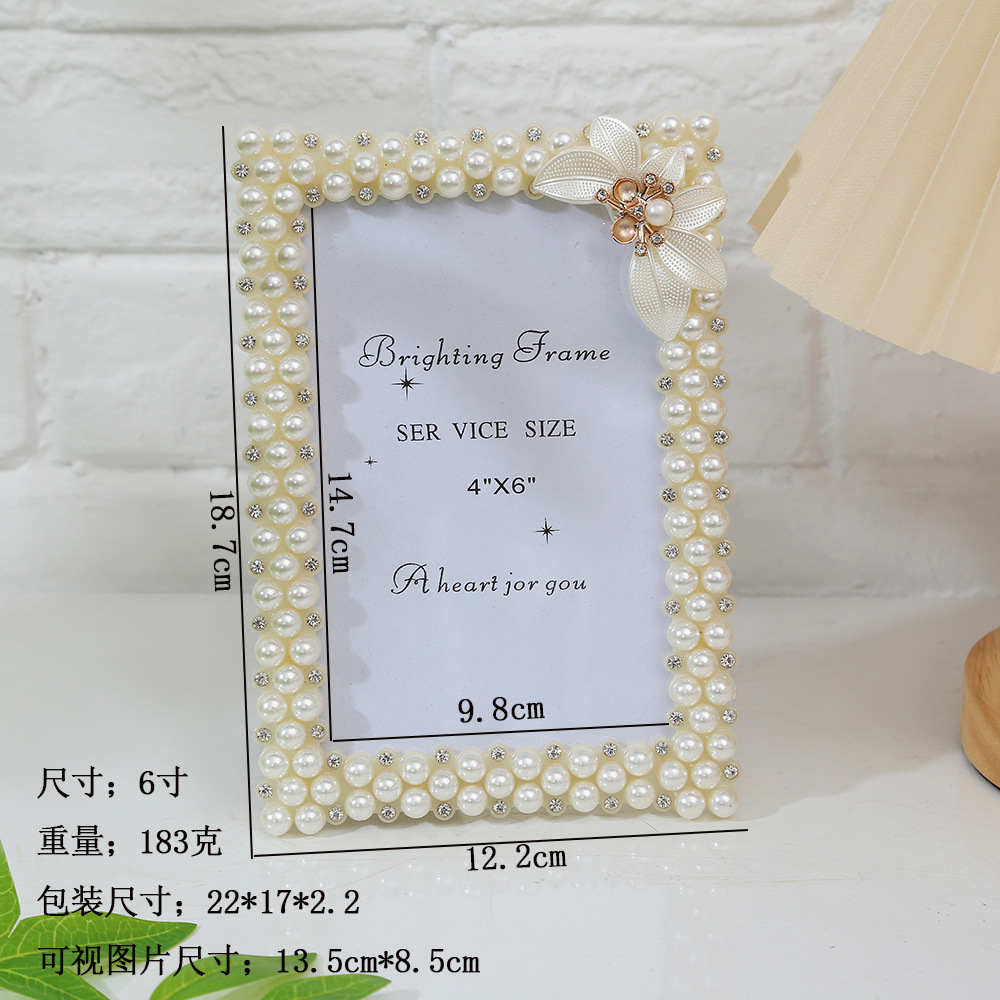 Brighting Frame
SER VICE SIZE
4"X6"
A heart jor gou
18.7cm
14.7cm
9.8cm
12.2cm
尺寸；6寸
重量；183克
包装尺寸；22*17*2.2
可视图片尺寸；13.5cm*8.5cm